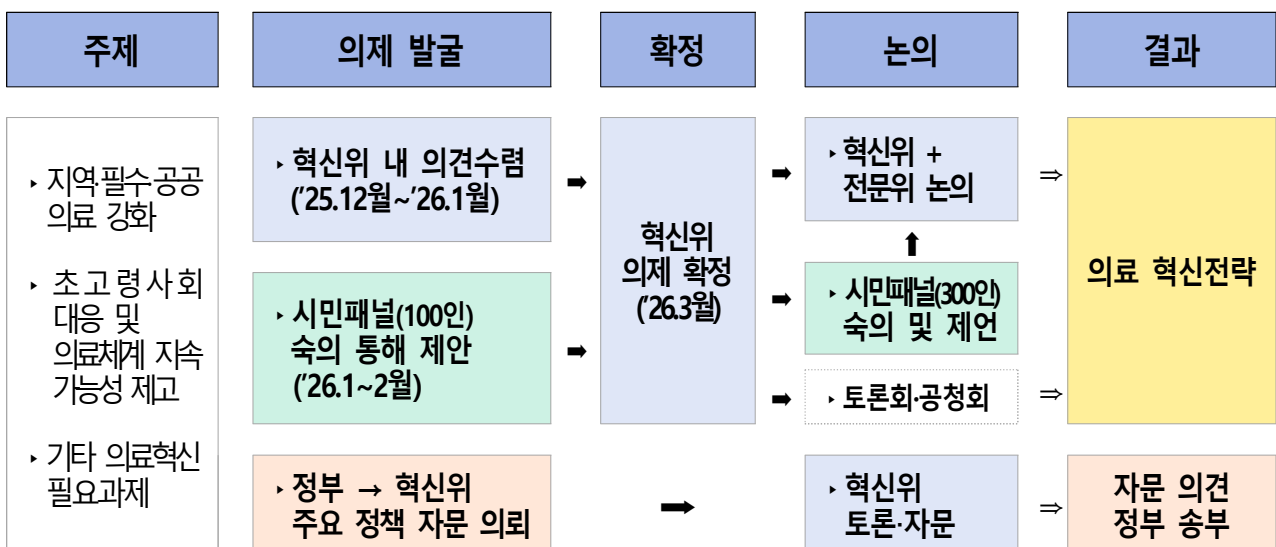 주제
의제 발굴
확정
논의
결과
‣ 지역·필수·공공
의료 강화
‣ 초고령사회
대응 및
의료체계 지속
가능성 제고
‣ 기타 의료혁신
필요과제
‣ 혁신위 내 의견수렴
(’25.12월~’26.1월)
➡
‣ 시민패널(100인)
숙의 통해 제안
(’26.1~2월)
➡
‣ 정부 → 혁신위
주요 정책 자문 의뢰
➡
혁신위
의제 확정
(’26.3월)
➡
➡
➡
‣ 혁신위 +
전문위 논의
⬆
‣ 시민패널(300인)
숙의 및 제언
‣ 토론회·공청회
‣ 혁신위
토론·자문
⇒
⇒
⇒
의료 혁신전략
자문 의견
정부 송부